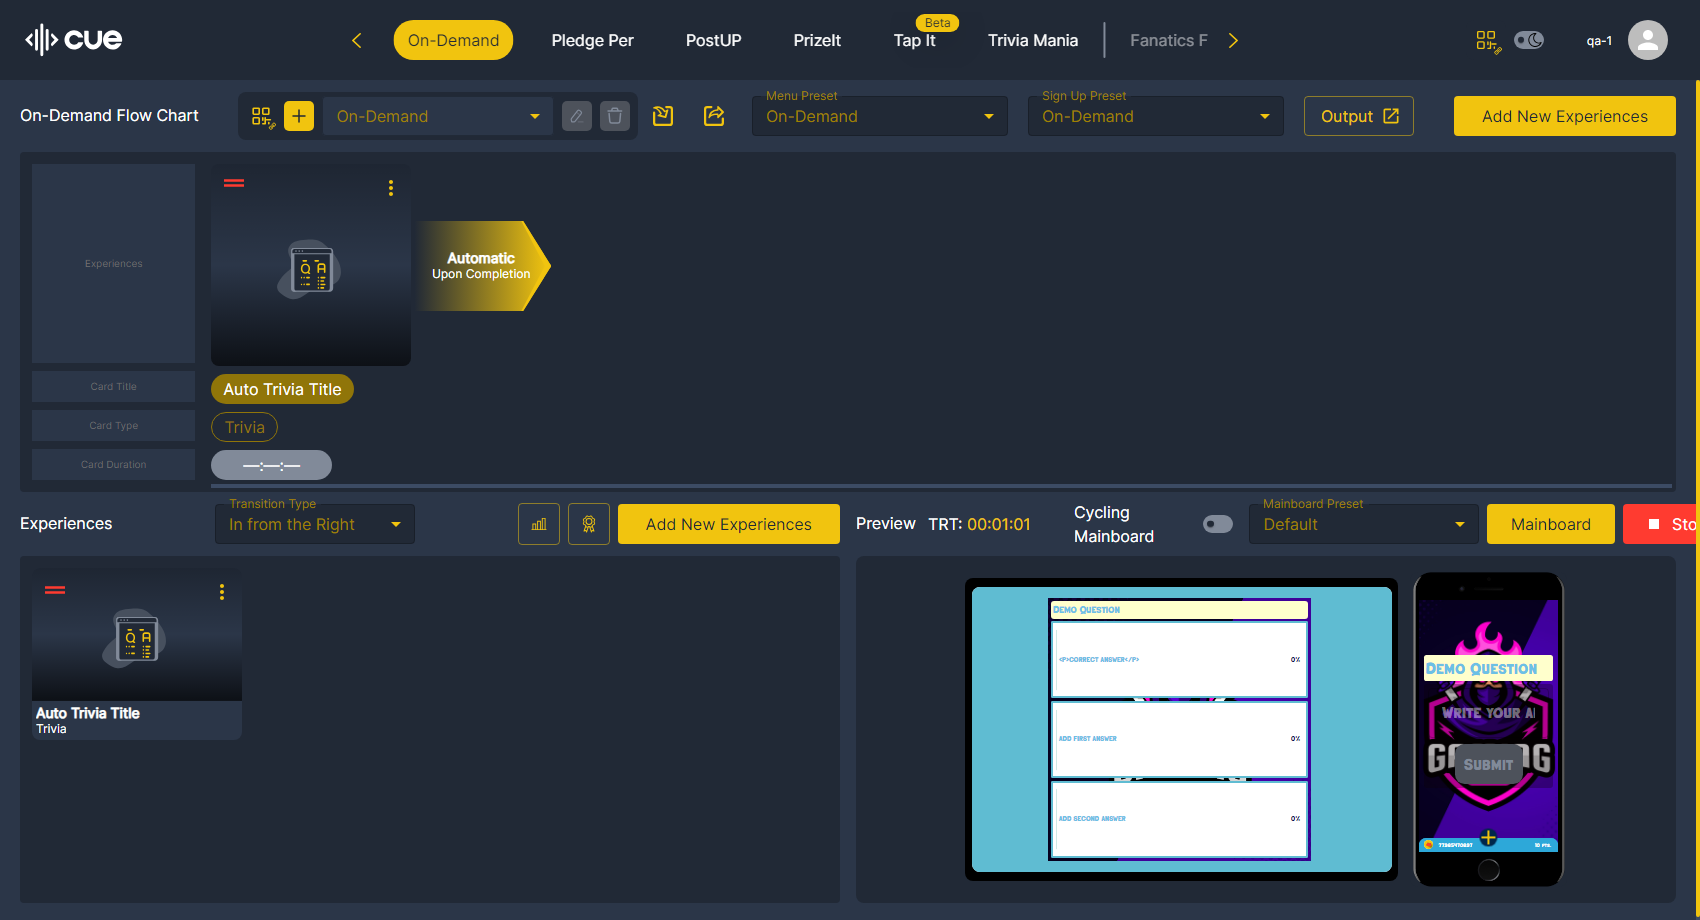 cue
On-Demand
Pledge Per
PostUP
PrizeIt
Beta
Tap It
Trivia Mania
Fanatics F
qa-1
On-Demand Flow Chart
On-Demand
Menu Preset
On-Demand
Sign Up Preset
On-Demand
Output
Add New Experiences
Experiences
Automatic
Upon Completion
Card Title
Auto Trivia Title
Card Type
Trivia
Card Duration
—:—:—
Experiences
Transition Type
In from the Right
Add New Experiences
Preview
TRT: 00:01:01
Cycling
Mainboard
Mainboard Preset
Default
Mainboard
Sto
Q A
Auto Trivia Title
Trivia
Demo Question
<P>CORRECT ANSWER</P>
0%
ADD FIRST ANSWER
0%
ADD SECOND ANSWER
0%
Demo Question
WRITE YOUR A
SUBMIT
10 PTS.